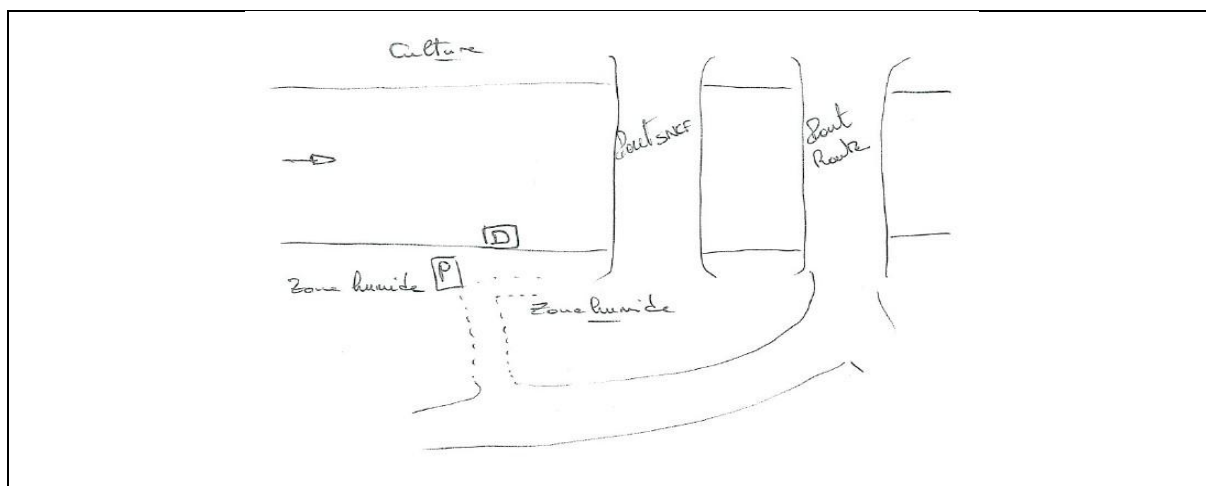 Culture
Pont SNCF
Pont
Route
D
P
Zone humide
Zone humide